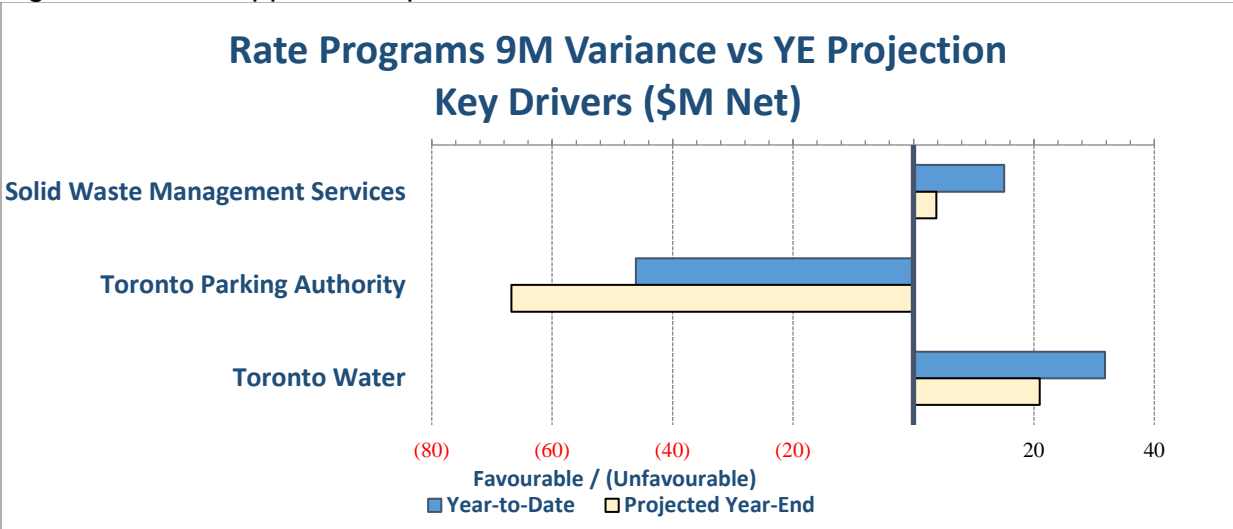 Rate Programs 9M Variance vs YE Projection
Key Drivers ($M Net)
Solid Waste Management Services
Toronto Parking Authority
Toronto Water
(80) (60) (40) (20) 20 40
Favourable / (Unfavourable)
Year-to-Date Projected Year-End